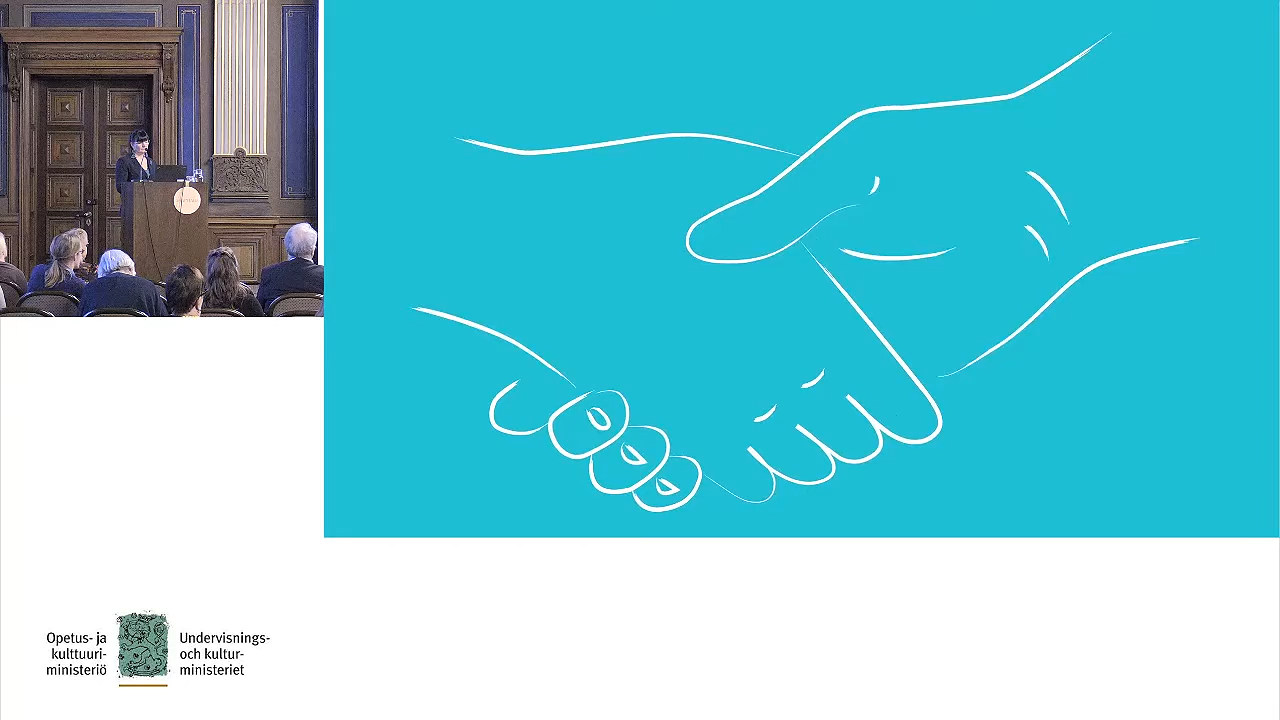 Opetus- ja
kulttuuri-
ministeriö
Undervisnings-
och kultur-
ministeriet